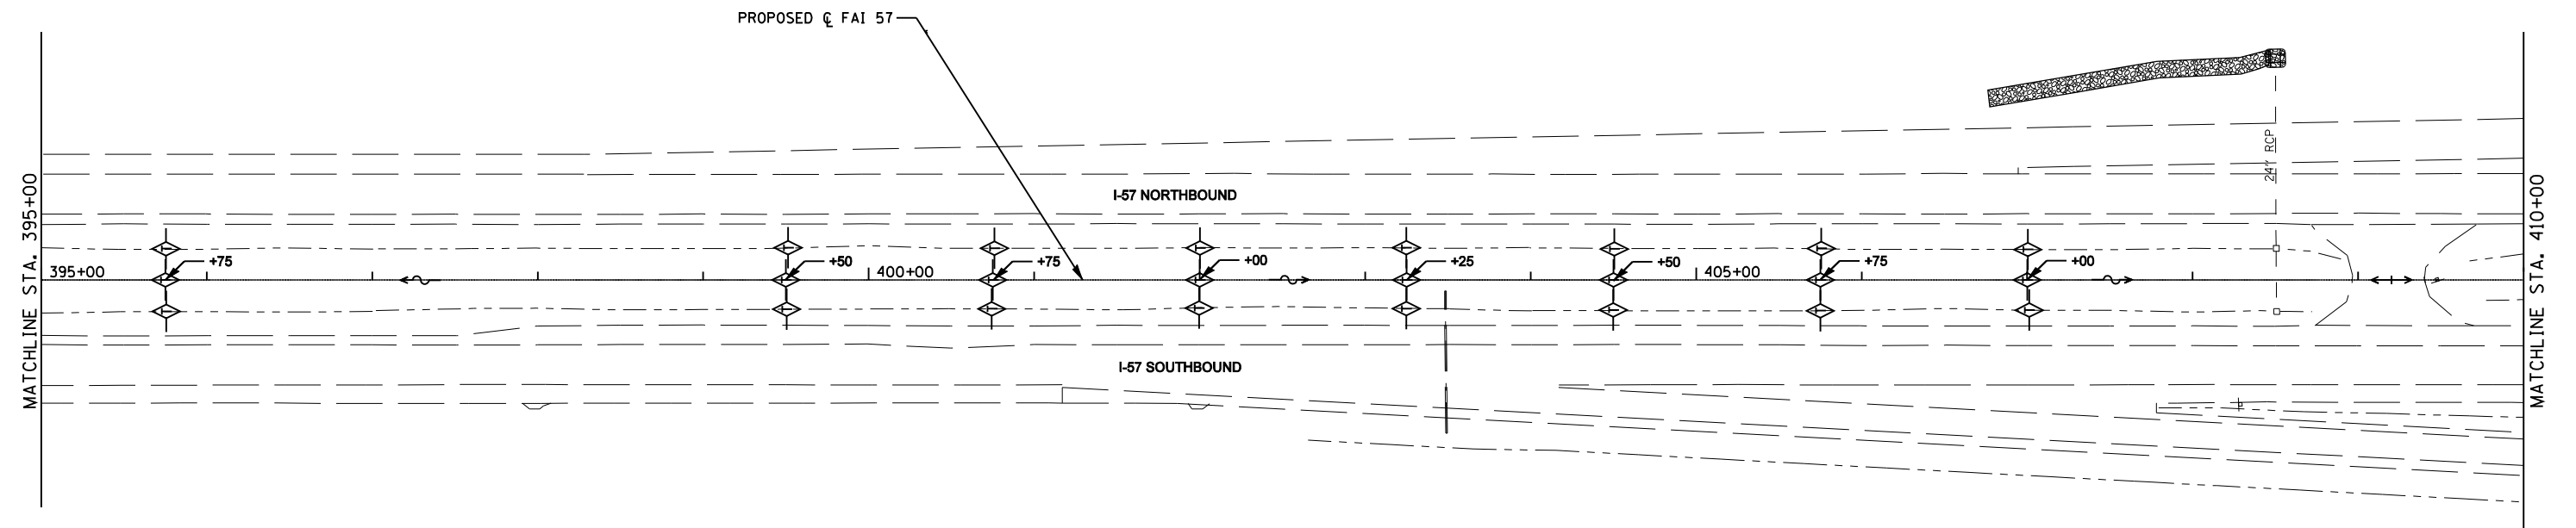 PROPOSED ℄ FAI 57
MATCHLINE STA. 395+00
MATCHLINE STA. 410+00
24" RCP
I-57 NORTHBOUND
395+00
+75
+50
400+00
+75
+00
+25
+50
405+00
+75
+00
I-57 SOUTHBOUND